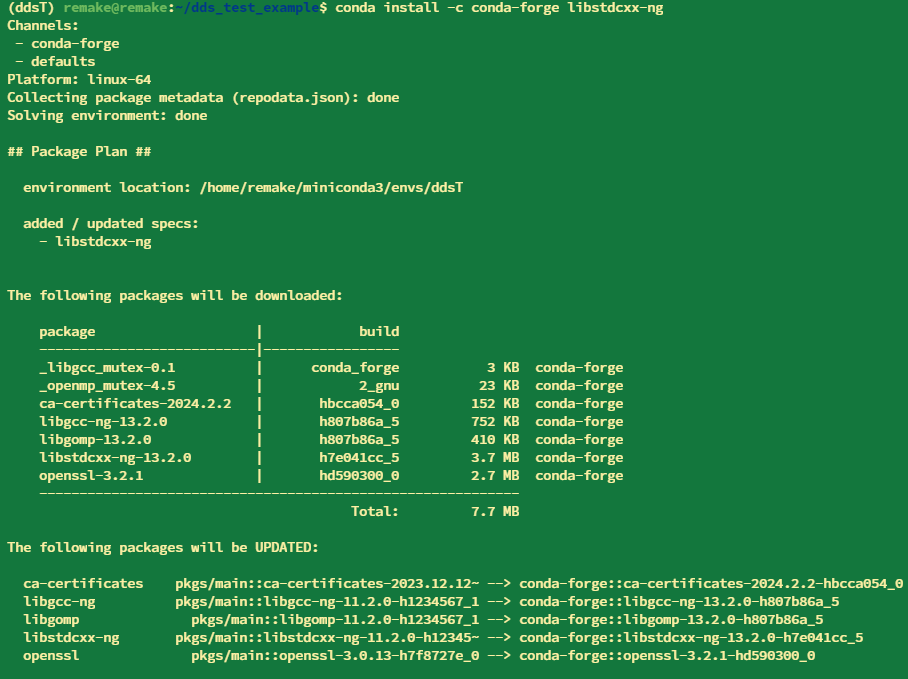 (ddsT) remake@remake:~/dds_test_example$ conda install -c conda-forge libstdcxx-ng
Channels:
 - conda-forge
 - defaults
Platform: linux-64
Collecting package metadata (repodata.json): done
Solving environment: done

## Package Plan ##

  environment location: /home/remake/miniconda3/envs/ddsT

  added / updated specs:
    - libstdcxx-ng


The following packages will be downloaded:

    package                    |            build
    ---------------------------|-----------------
    _libgcc_mutex-0.1          |      conda_forge           3 KB  conda-forge
    _openmp_mutex-4.5          |            2_gnu          23 KB  conda-forge
    ca-certificates-2024.2.2   |       hbcca054_0         152 KB  conda-forge
    libgcc-ng-13.2.0           |       h807b86a_5         752 KB  conda-forge
    libgomp-13.2.0             |       h807b86a_5         410 KB  conda-forge
    libstdcxx-ng-13.2.0        |       h7e041cc_5         3.7 MB  conda-forge
    openssl-3.2.1              |       hd590300_0         2.7 MB  conda-forge
    ------------------------------------------------------------
                                           Total:         7.7 MB

The following packages will be UPDATED:

  ca-certificates    pkgs/main::ca-certificates-2023.12.12~ --> conda-forge::ca-certificates-2024.2.2-hbcca054_0
  libgcc-ng          pkgs/main::libgcc-ng-11.2.0-h1234567_1 --> conda-forge::libgcc-ng-13.2.0-h807b86a_5
  libgomp              pkgs/main::libgomp-11.2.0-h1234567_1 --> conda-forge::libgomp-13.2.0-h807b86a_5
  libstdcxx-ng       pkgs/main::libstdcxx-ng-11.2.0-h12345~ --> conda-forge::libstdcxx-ng-13.2.0-h7e041cc_5
  openssl              pkgs/main::openssl-3.0.13-h7f8727e_0 --> conda-forge::openssl-3.2.1-hd590300_0